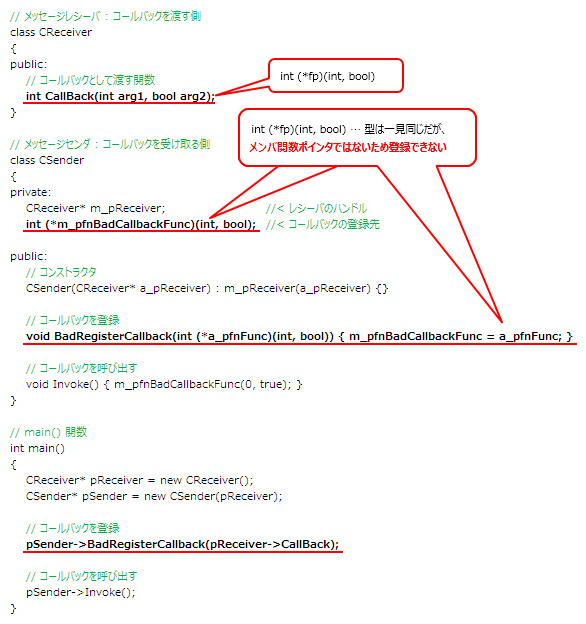 // メッセージレシーバ : コールバックを渡す側
class CReceiver
{
public:
// コールバックとして渡す関数
int CallBack(int arg1, bool arg2);
}
int (*fp)(int, bool)
int (*fp)(int, bool) … 型は一見同じだが、
メンバ関数ポインタではないため登録できない
// メッセージセンダ : コールバックを受け取る側
class CSender
{
private:
CReceiver* m_pReceiver; //< レシーバのハンドル
int (*m_pfnBadCallbackFunc)(int, bool); //< コールバックの登録先
public:
// コンストラクタ
CSender(CReceiver* a_pReceiver) : m_pReceiver(a_pReceiver) {}
// コールバックを登録
void BadRegisterCallback(int (*a_pfnFunc)(int, bool)) { m_pfnBadCallbackFunc = a_pfnFunc; }
// コールバックを呼び出す
void Invoke() { m_pfnBadCallbackFunc(0, true); }
}
// main() 関数
int main()
{
CReceiver* pReceiver = new CReceiver();
CSender* pSender = new CSender(pReceiver);
// コールバックを登録
pSender->BadRegisterCallback(pReceiver->CallBack);
// コールバックを呼び出す
pSender->Invoke();
}